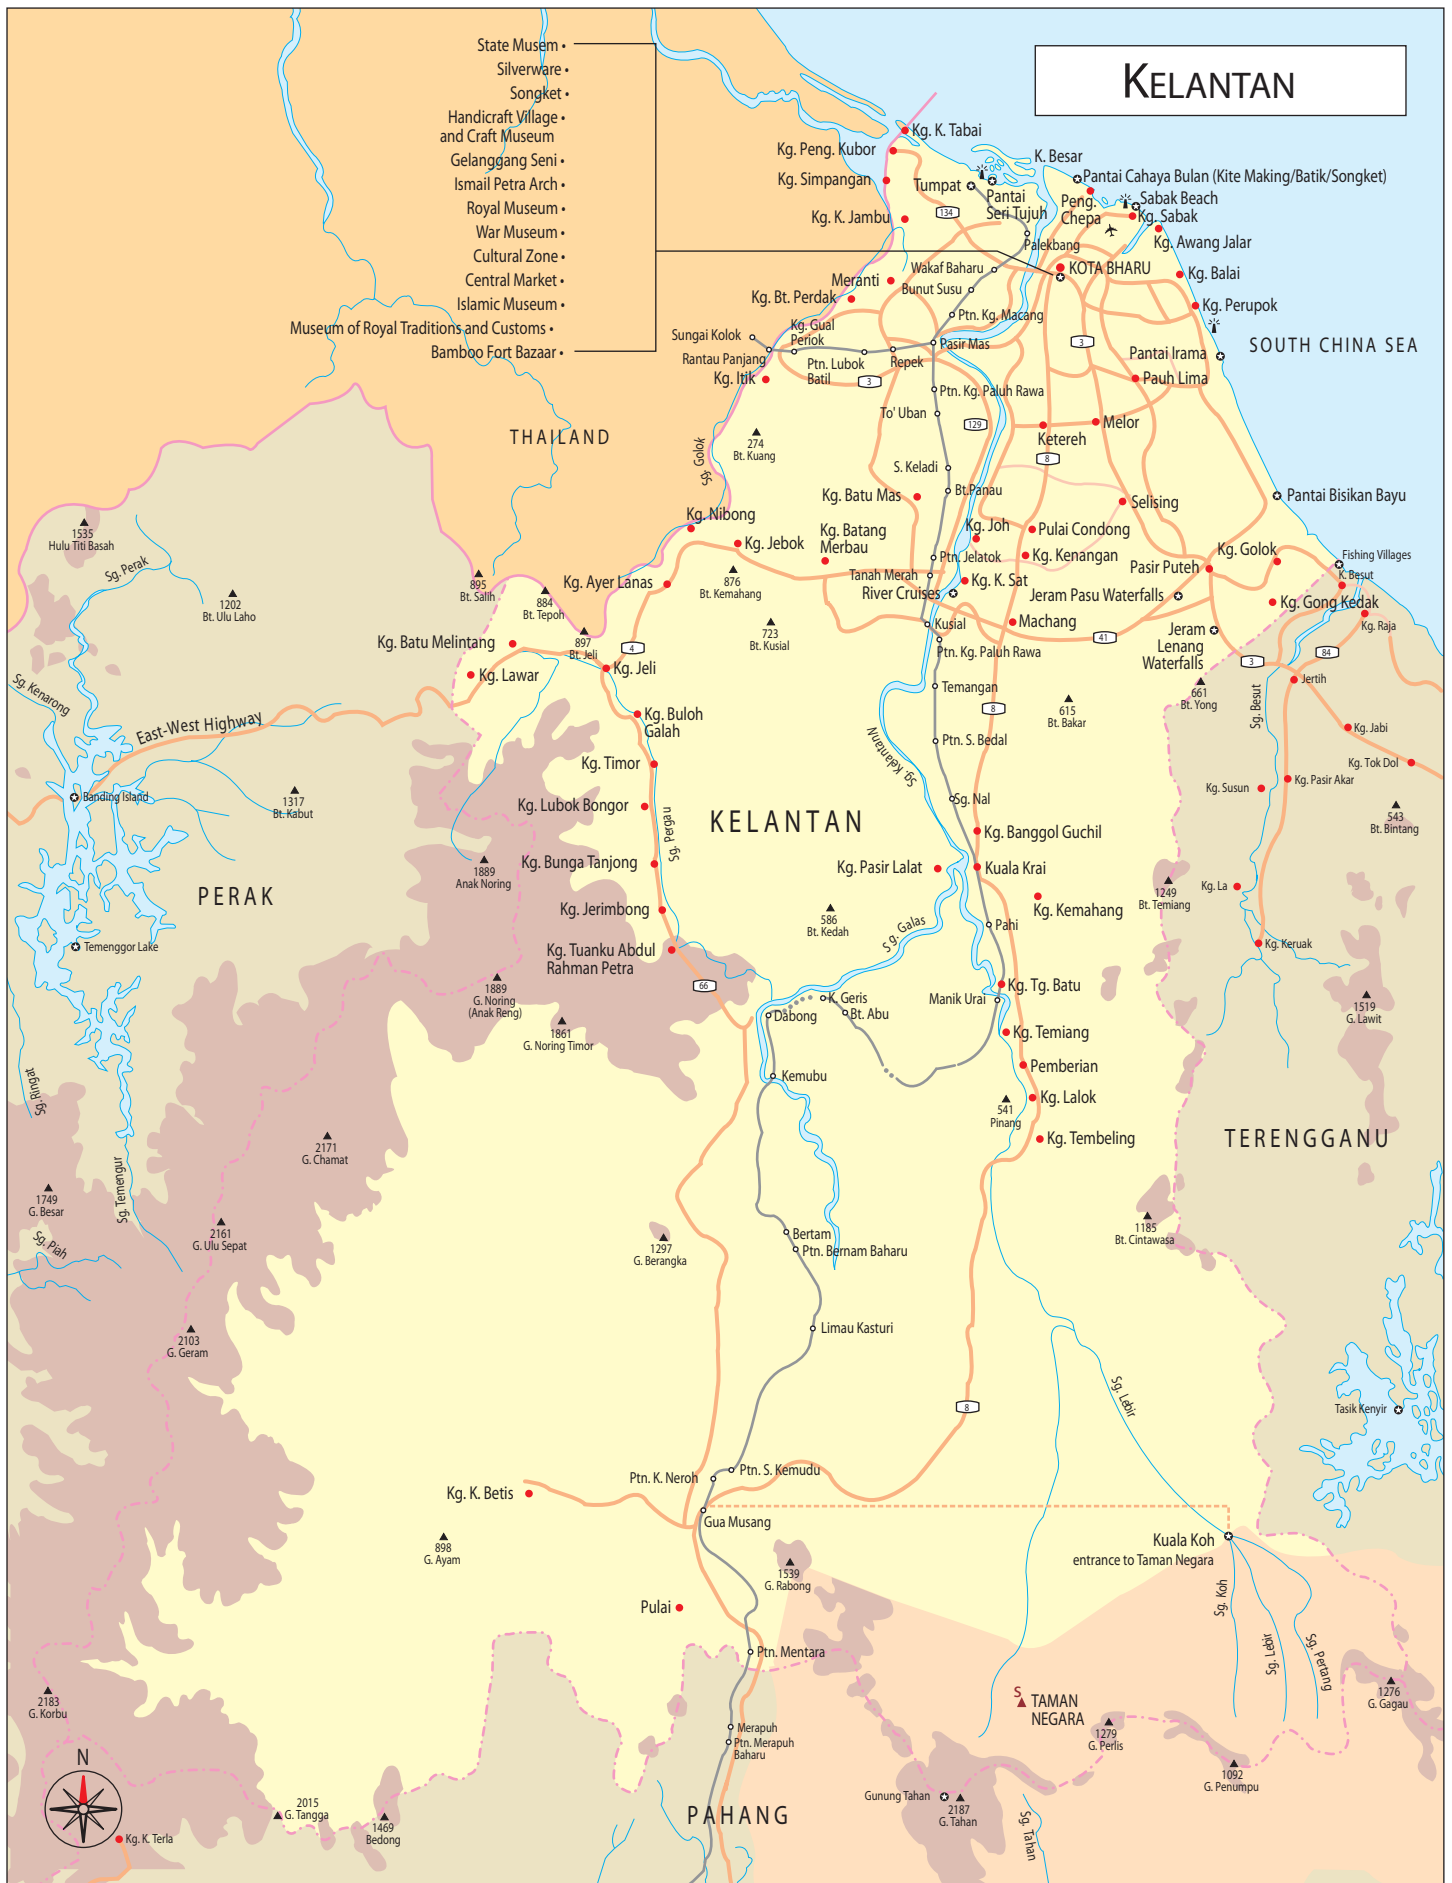 KELANTAN
State Musem •
Silverware •
Songket •
Handicraft Village •
and Craft Museum
Gelanggang Seni •
Ismail Petra Arch •
Royal Museum •
War Museum •
Cultural Zone •
Central Market •
Islamic Museum •
Museum of Royal Traditions and Customs •
Bamboo Fort Bazaar •
Kg. K. Tabai
Kg. Peng. Kubor
K. Besar
Kg. Simpangan
Tumpat
Pantai
Seri Tujuh
Pantai Cahaya Bulan (Kite Making/Batik/Songket)
Peng.
Chepa
Sabak Beach
Kg. Sabak
134
Kg. K. Jambu
Palekbang
Kg. Awang Jalar
Wakaf Baharu
KOTA BHARU
Kg. Balai
Meranti
Bunut Susu
Kg. Bt. Perdak
Kg. Perupok
Ptn. Kg. Macang
Sungai Kolok
Kg. Gual
Periok
Pasir Mas
3
SOUTH CHINA SEA
Rantau Panjang
Ptn. Lubok
Batil
Repek
Pantai Irama
Kg. Itik
3
Pauh Lima
Ptn. Kg. Paluh Rawa
To' Uban
129
Melor
THAILAND
274
Bt. Kuang
Sg. Golok
Ketereh
8
S. Keladi
Bt.Panau
Kg. Batu Mas
Selising
Pantai Bisikan Bayu
1535
Hulu Titi Basah
Kg. Nibong
Kg. Jebok
Kg. Batang
Merbau
Kg. Joh
Pulai Condong
Kg. Kenangan
Kg. Golok
Fishing Villages
Sg. Perak
Ptn. Jelatok
Pasir Puteh
K. Besut
895
Bt. Salih
Kg. Ayer Lanas
876
Bt. Kemahang
Tanah Merah
Kg. K. Sat
River Cruises
Jeram Pasu Waterfalls
Kg. Gong Kedak
1202
Bt. Ulu Laho
884
Bt. Tepoh
Kusial
Machang
Kg. Raja
723
Bt. Kusial
Jeram
Lenang
Waterfalls
41
Kg. Batu Melintang
897
Bt. Jeli
4
Ptn. Kg. Paluh Rawa
84
3
Kg. Lawar
Kg. Jeli
Temangan
661
Bt. Yong
Jertih
Sg. Kenarong
615
Bt. Bakar
8
Sg. Besut
East-West Highway
Kg. Buloh
Galah
Sg. KelantanN
Ptn. S. Bedal
Kg. Jabi
Kg. Timor
Kg. Tok Dol
Kg. Pasir Akar
Kg. Susun
Banding Island
1317
Bt. Kabut
Kg. Lubok Bongor
Sg. Nal
543
Bt. Bintang
Sg. Pergau
KELANTAN
Kg. Banggol Guchil
1889
Anak Noring
Kg. Bunga Tanjong
Kg. Pasir Lalat
Kuala Krai
PERAK
1249
Bt. Temiang
Kg. La
Kg. Jerimbong
586
Bt. Kedah
Kg. Kemahang
Sg. Galas
Pahi
Temenggor Lake
Kg. Tuanku Abdul
Rahman Petra
Kg. Keruak
1889
G. Noring
(Anak Reng)
66
K. Geris
Manik Urai
Kg. Tg. Batu
1519
G. Lawit
Dabong
Bt. Abu
1861
G. Noring Timor
Kg. Temiang
Kemubu
Pemberian
Sg. Ringat
541
Pinang
Kg. Lalok
2171
G. Chamat
Kg. Tembeling
TERENGGANU
1749
G. Besar
Sg. Temengur
2161
G. Ulu Sepat
1185
Bt. Cintawasa
Sg. Piah
1297
G. Berangka
Bertam
Ptn. Bernam Baharu
2103
G. Geram
Limau Kasturi
Sg. Lebir
8
Tasik Kenyir
Ptn. K. Neroh
Ptn. S. Kemudu
Kg. K. Betis
Gua Musang
898
G. Ayam
Kuala Koh
entrance to Taman Negara
1539
G. Rabong
Pulai
Sg. Koh
Sg. Lebir
Sg. Pertang
Ptn. Mentara
2183
G. Korbu
S
TAMAN
NEGARA
1276
G. Gagau
Merapuh
Ptn. Merapuh
Baharu
1279
G. Perlis
N
1092
G. Penumpu
Gunung Tahan
2187
G. Tahan
2015
G. Tangga
PAHANG
1469
Bedong
Sg. Tahan
Kg. K. Terla